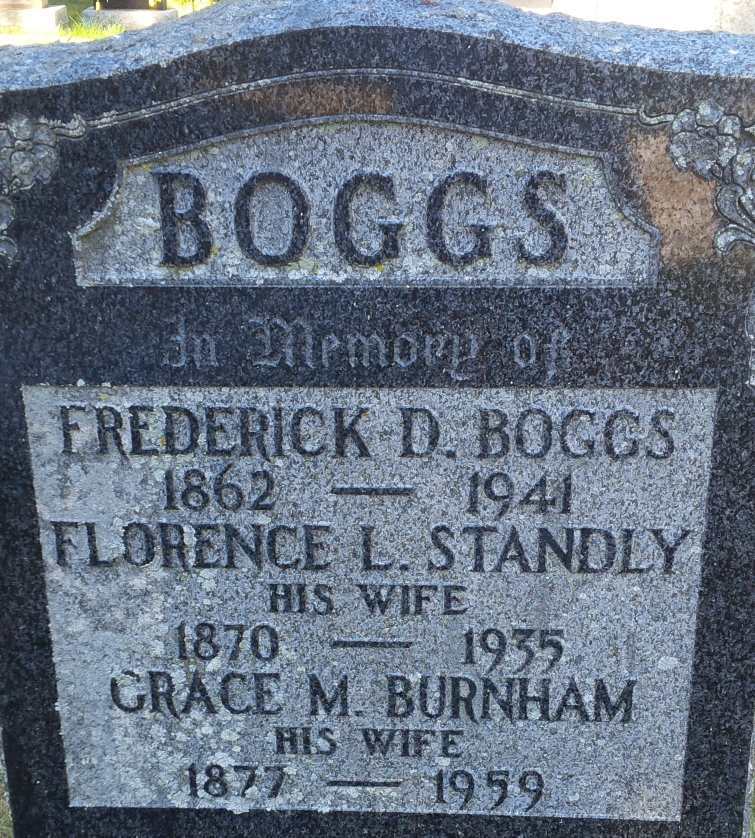 BOGGS
In Memory of
FREDERICK D. BOGGS
1862 — 1941
FLORENCE L. STANDLY
HIS WIFE
1870 — 1935
GRACE M. BURNHAM
HIS WIFE
1877 — 1959